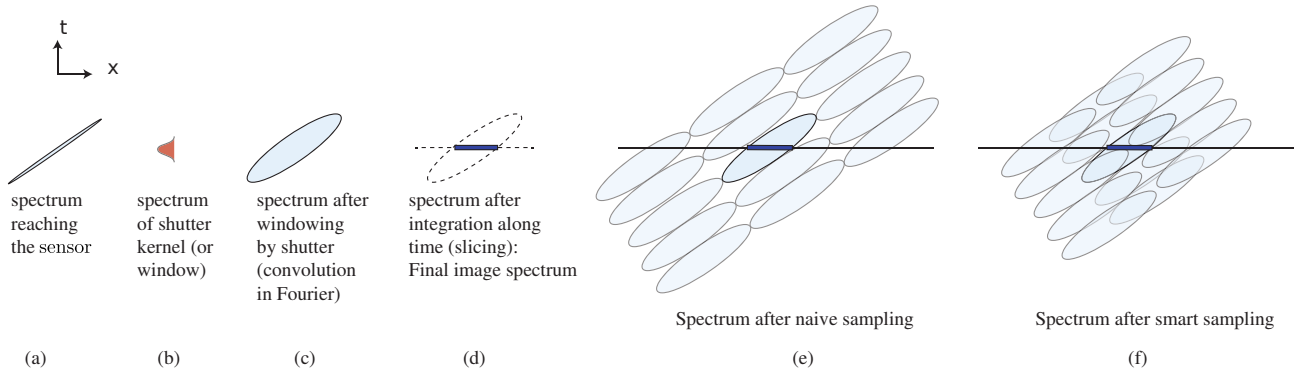 t
x
spectrum
reaching
the sensor
spectrum
of shutter
kernel (or
window)
spectrum after
windowing
by shutter
(convolution
in Fourier)
spectrum after
integration along
time (slicing):
Final image spectrum
Spectrum after naive sampling
Spectrum after smart sampling
(a)
(b)
(c)
(d)
(e)
(f)